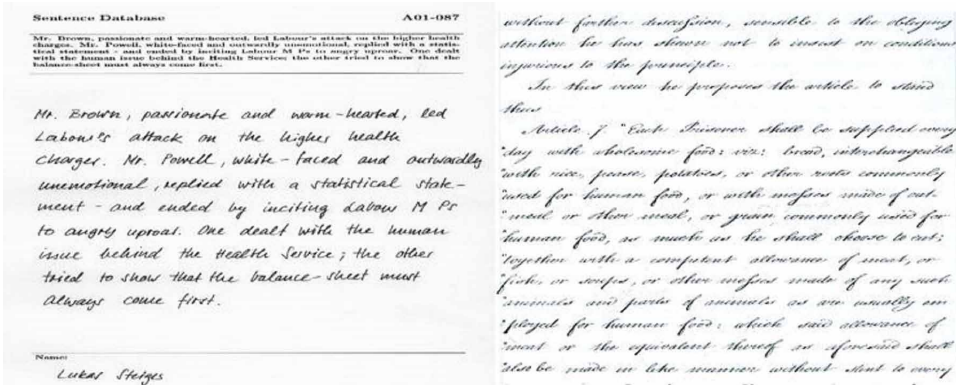 Sentence Database A01-087
Mr. Brown, passionate and warm-hearted, led Labour's attack on the higher health
charges. Mr. Powell, white-faced and outwardly unemotional, replied with a statis-
tical statement - and ended by inciting Labour M Ps to angry uproar. One dealt
with the human issue behind the Health Service; the other tried to show that the
balance-sheet must always come first.
Mr. Brown, passionate and warm-hearted, led
Labour's attack on the higher health
charges. Mr. Powell, white-faced and outwardly
unemotional, replied with a statistical state-
ment - and ended by inciting Labour M Ps
to angry uproar. One dealt with the human
issue behind the Health Service; the other
tried to show that the balance-sheet must
always come first.
Name:
Lukas Steiges
without further discussion, sensible to the obliging
attention he has shewn not to insist on conditions
injurious to the principle.
In this view he proposes the article to stand
thus
Article 7. "Each Prisoner shall be supplied every
"day with wholesome food: viz: bread, interchangeable
"with rice, pease, potatoes, or other roots commonly
"used for human food, or with messes made of oat-
"meal or other meal, or grain commonly used for
"human food, as much as he shall choose to eat;
"together with a competent allowance of meat, or
"fish, or soups, or other messes made of any such
"animals and parts of animals as are usually em
"ployed for human food: which said allowance of
"meat or the equivalent thereof as aforesaid shall
"also be made in like manner without stint to every